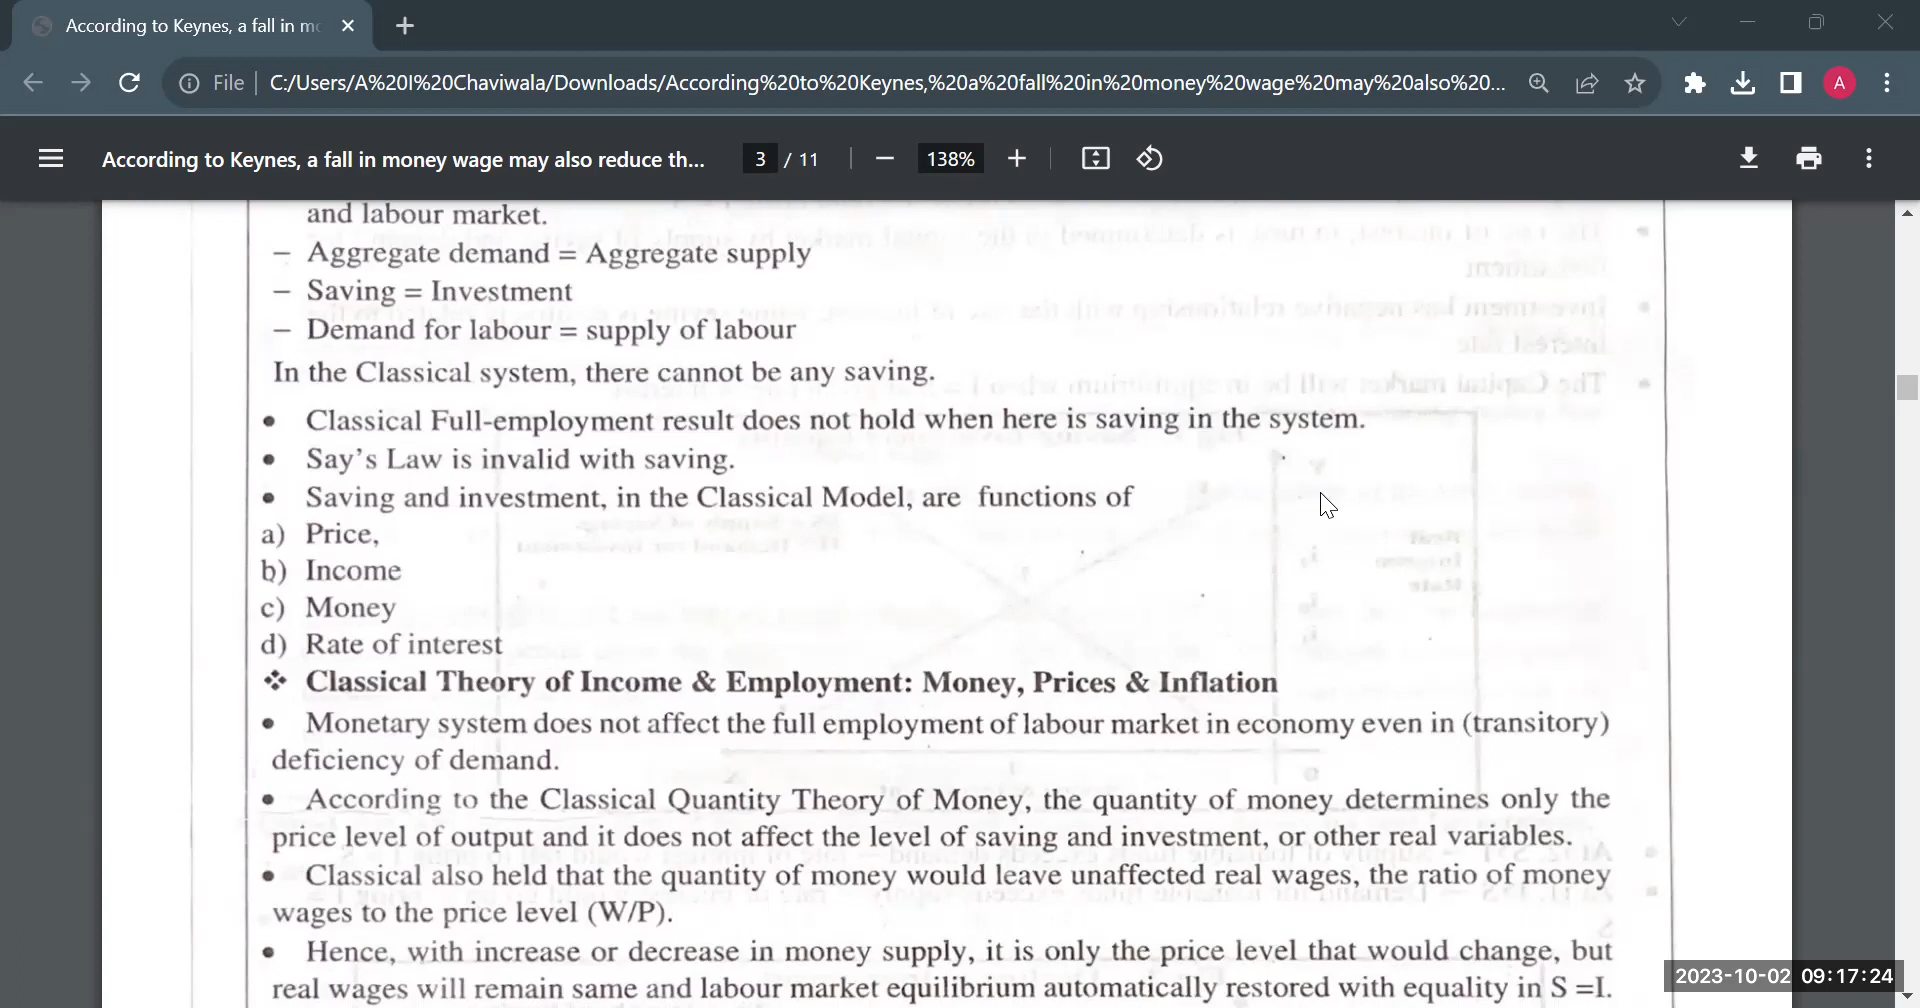 According to Keynes, a fall in mo
File C:/Users/A%20I%20Chaviwala/Downloads/According%20to%20Keynes,%20a%20fall%20in%20money%20wage%20may%20also%20... A
According to Keynes, a fall in money wage may also reduce th... 3 / 11 138%
and labour market.
– Aggregate demand = Aggregate supply
– Saving = Investment
– Demand for labour = supply of labour
In the Classical system, there cannot be any saving.
• Classical Full-employment result does not hold when here is saving in the system.
• Say's Law is invalid with saving.
• Saving and investment, in the Classical Model, are functions of
a) Price,
b) Income
c) Money
d) Rate of interest
❖ Classical Theory of Income & Employment: Money, Prices & Inflation
• Monetary system does not affect the full employment of labour market in economy even in (transitory)
deficiency of demand.
• According to the Classical Quantity Theory of Money, the quantity of money determines only the
price level of output and it does not affect the level of saving and investment, or other real variables.
• Classical also held that the quantity of money would leave unaffected real wages, the ratio of money
wages to the price level (W/P).
• Hence, with increase or decrease in money supply, it is only the price level that would change, but
real wages will remain same and labour market equilibrium automatically restored with equality in S =I.
2023-10-02 09:17:24